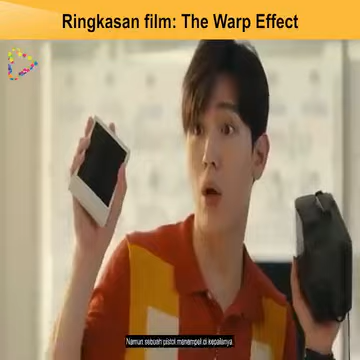 Ringkasan film: The Warp Effect
Namun sebuah pistol menempel di kepalanya